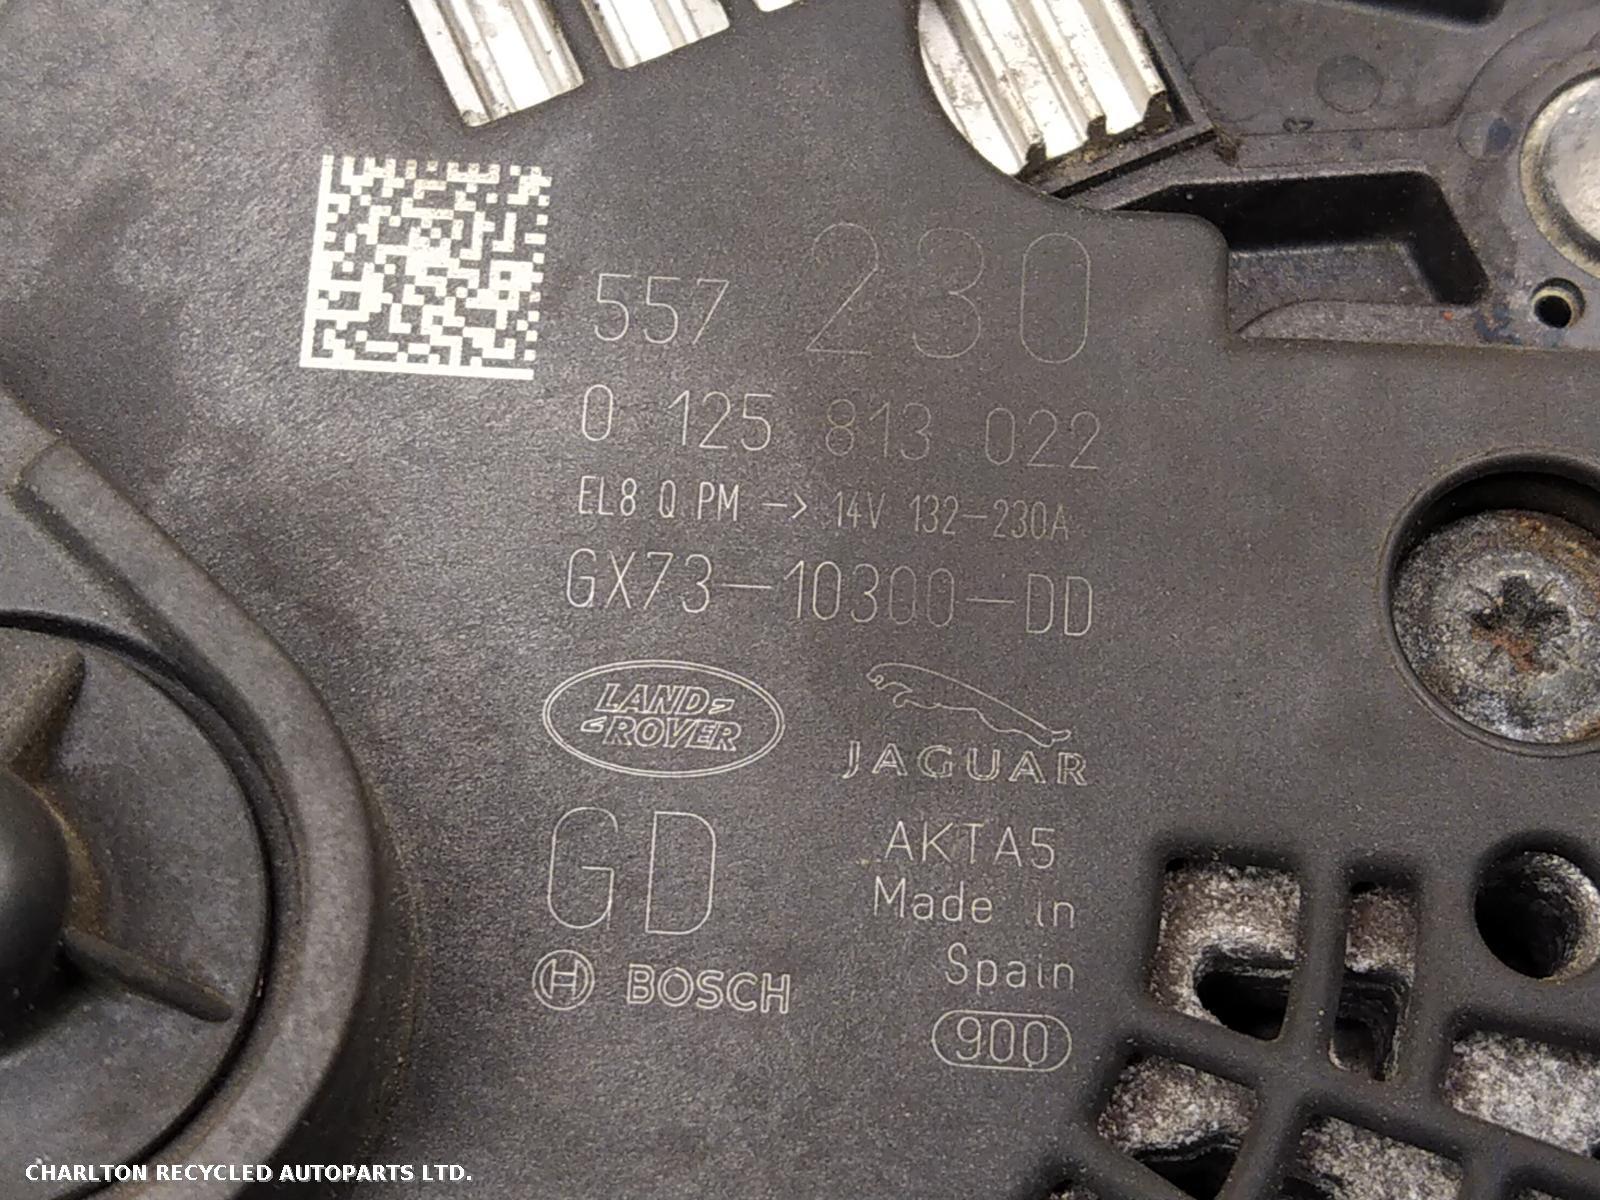 557 230
0 125 813 022
EL8 Q PM -> 14V 132-230A
GX73-10300-DD
LAND
ROVER
JAGUAR
GD
AKTA5
Made in
Spain
BOSCH
900
CHARLTON RECYCLED AUTOPARTS LTD.